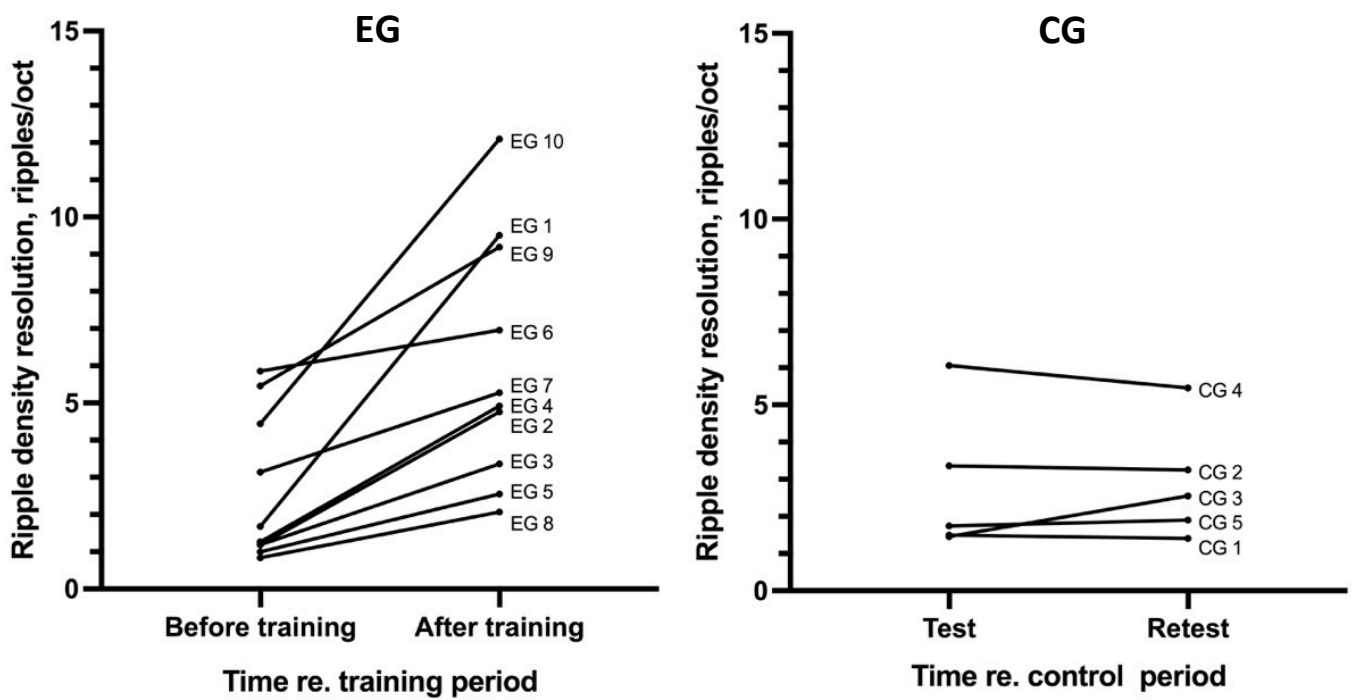 EG
Ripple density resolution, ripples/oct
15
10
5
0
EG 10
EG 1
EG 9
EG 6
EG 7
EG 4
EG 2
EG 3
EG 5
EG 8
Before training
After training
Time re. training period
CG
Ripple density resolution, ripples/oct
15
10
5
0
CG 4
CG 2
CG 3
CG 5
CG 1
Test
Retest
Time re. control period